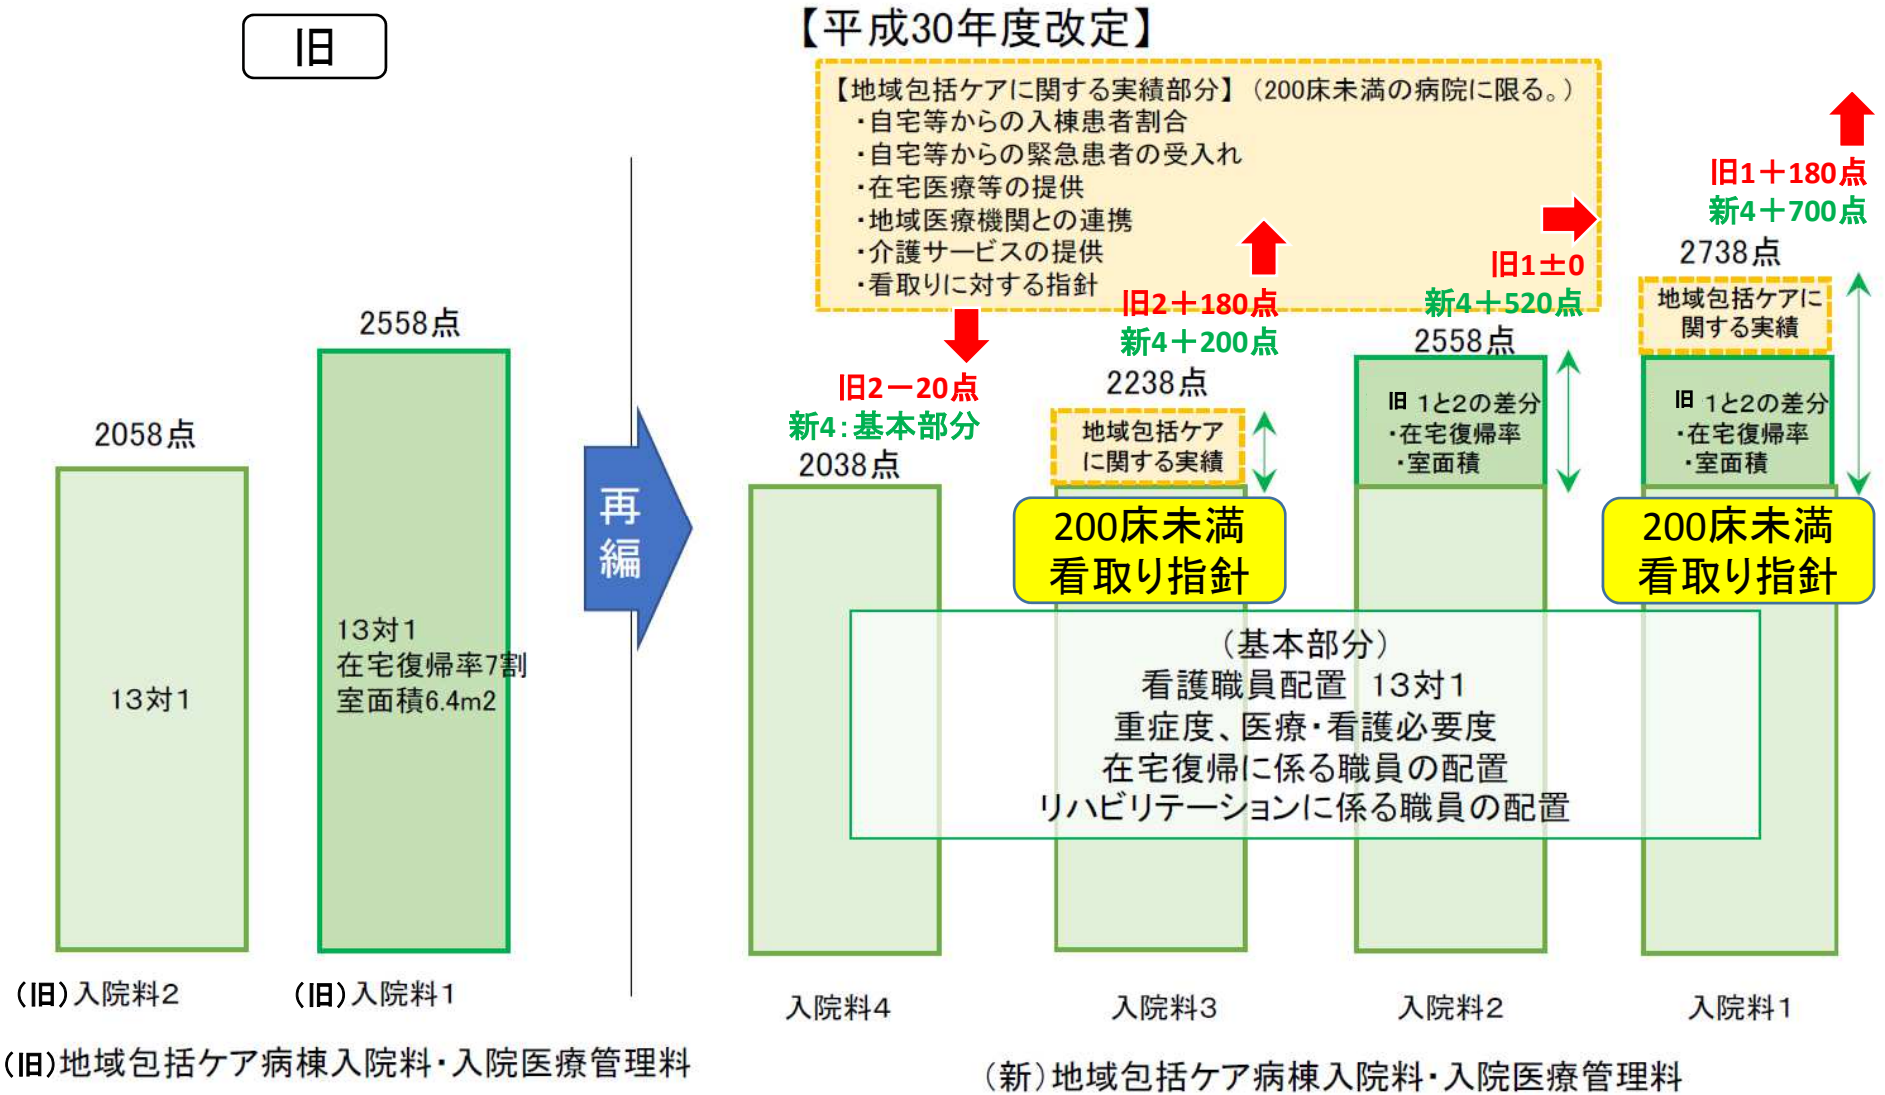 旧
2058点
13対1
(旧)入院料2
2558点
13対1
在宅復帰率7割
室面積6.4m2
(旧)入院料1
(旧)地域包括ケア病棟入院料・入院医療管理料
再
編
【平成30年度改定】
【地域包括ケアに関する実績部分】（200床未満の病院に限る。）
・自宅等からの入棟患者割合
・自宅等からの緊急患者の受入れ
・在宅医療等の提供
・地域医療機関との連携
・介護サービスの提供
・看取りに対する指針
旧2－20点
新4：基本部分
2038点
入院料4
旧2＋180点
新4＋200点
2238点
地域包括ケア
に関する実績
200床未満
看取り指針
入院料3
旧1±0
新4＋520点
2558点
旧 1と2の差分
・在宅復帰率
・室面積
入院料2
旧1＋180点
新4＋700点
2738点
地域包括ケアに
関する実績
旧 1と2の差分
・在宅復帰率
・室面積
200床未満
看取り指針
入院料1
（基本部分）
看護職員配置　13対1
重症度、医療・看護必要度
在宅復帰に係る職員の配置
リハビリテーションに係る職員の配置
（新）地域包括ケア病棟入院料・入院医療管理料